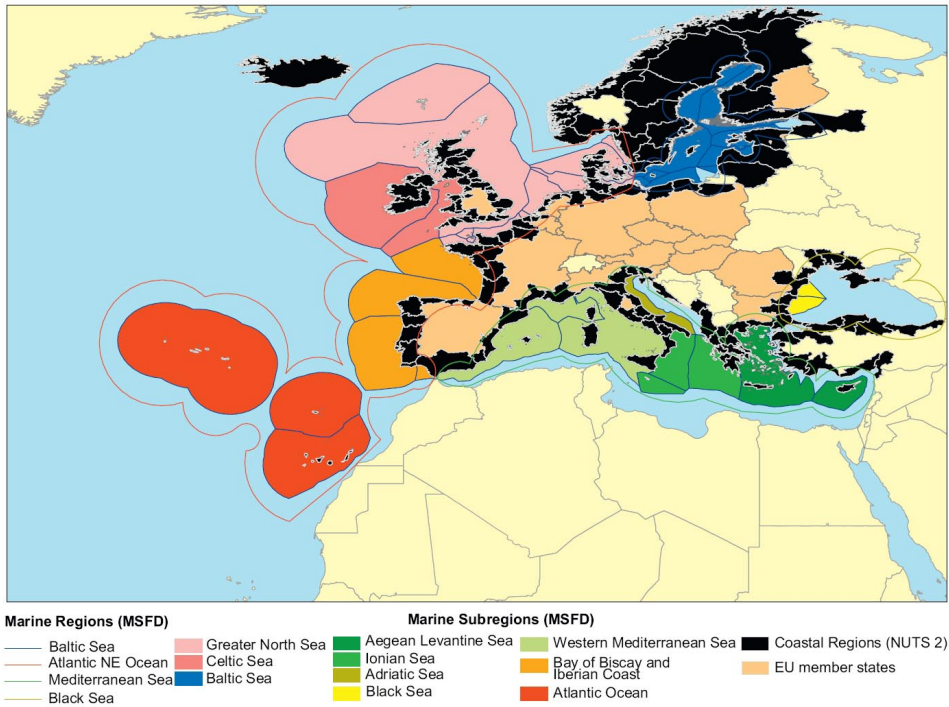 Marine Regions (MSFD)
Baltic Sea
Atlantic NE Ocean
Mediterranean Sea
Black Sea
Marine Subregions (MSFD)
Greater North Sea
Celtic Sea
Baltic Sea
Aegean Levantine Sea
Ionian Sea
Adriatic Sea
Black Sea
Western Mediterranean Sea
Bay of Biscay and
Iberian Coast
Atlantic Ocean
Coastal Regions (NUTS 2)
EU member states